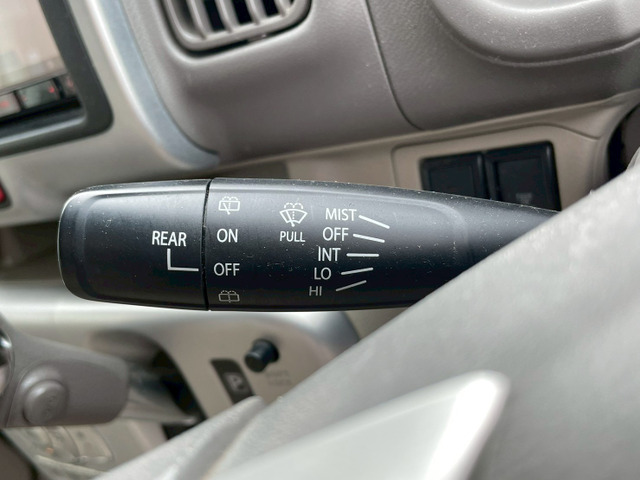 REAR
ON
OFF
PULL
MIST
OFF
INT
LO
HI